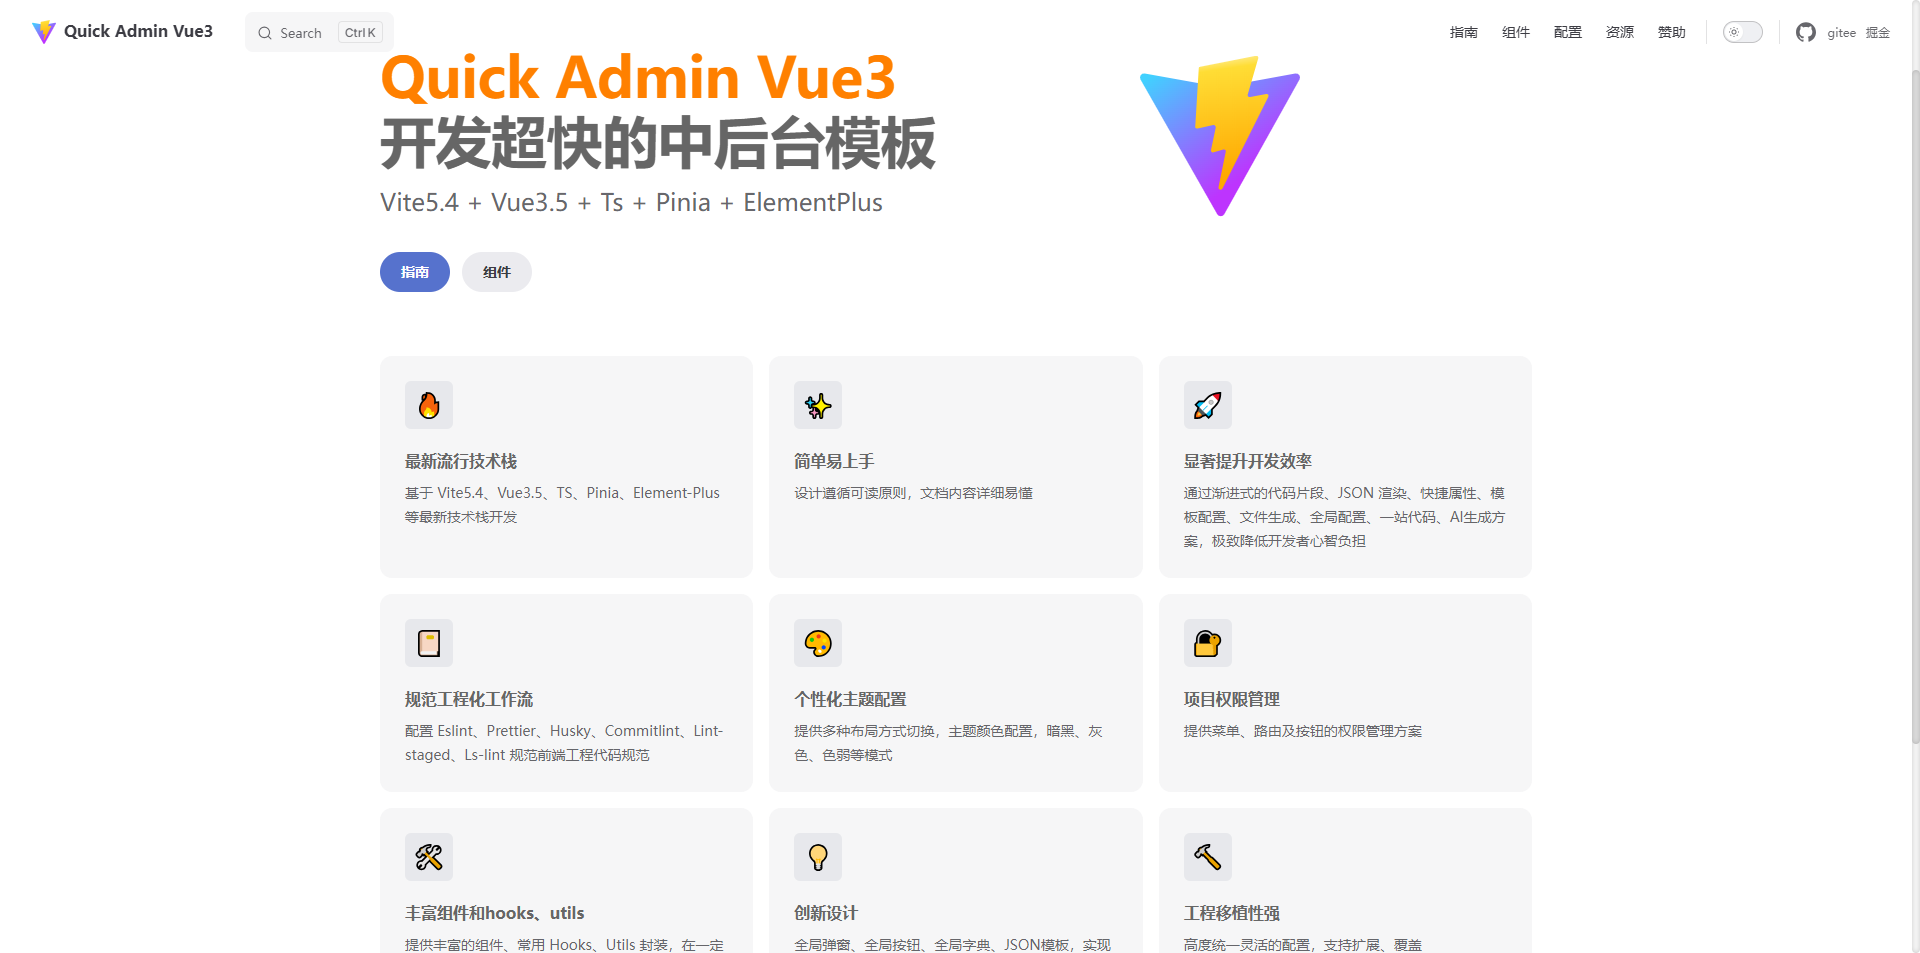 Quick Admin Vue3
Search Ctrl K
指南 组件 配置 资源 赞助
gitee 掘金
Quick Admin Vue3
开发超快的中后台模板
Vite5.4 + Vue3.5 + Ts + Pinia + ElementPlus
指南 组件
最新流行技术栈
基于 Vite5.4、Vue3.5、TS、Pinia、Element-Plus
等最新技术栈开发
简单易上手
设计遵循可读原则，文档内容详细易懂
显著提升开发效率
通过渐进式的代码片段、JSON 渲染、快捷属性、模
板配置、文件生成、全局配置、一站代码、AI生成方
案，极致降低开发者心智负担
规范工程化工作流
配置 Eslint、Prettier、Husky、Commitlint、Lint-
staged、Ls-lint 规范前端工程代码规范
个性化主题配置
提供多种布局方式切换，主题颜色配置，暗黑、灰
色、色弱等模式
项目权限管理
提供菜单、路由及按钮的权限管理方案
丰富组件和hooks、utils
提供丰富的组件、常用 Hooks、Utils 封装，在一定
创新设计
全局弹窗、全局按钮、全局字典、JSON模板，实现
工程移植性强
高度统一灵活的配置，支持扩展、覆盖